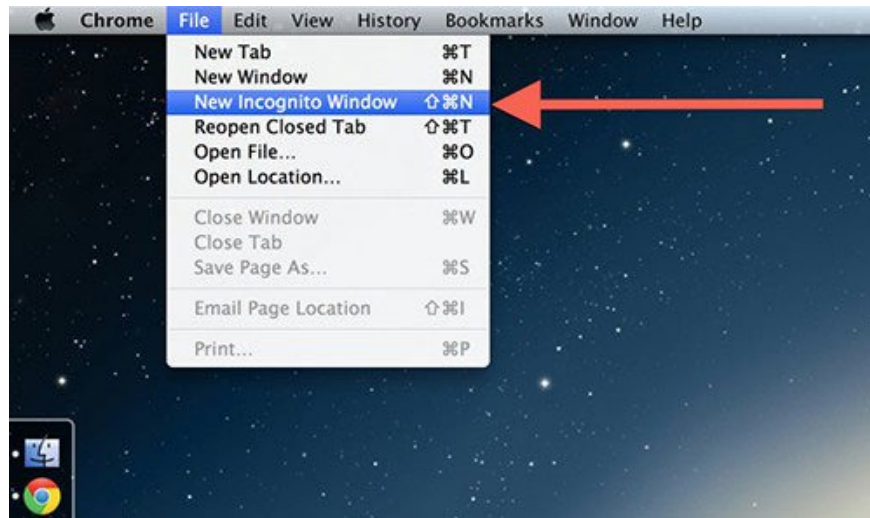 Chrome File Edit View History Bookmarks Window Help
New Tab ⌘T
New Window ⌘N
New Incognito Window ⇧⌘N
Reopen Closed Tab ⇧⌘T
Open File... ⌘O
Open Location... ⌘L
Close Window ⌘W
Close Tab
Save Page As... ⌘S
Email Page Location ⇧⌘I
Print... ⌘P